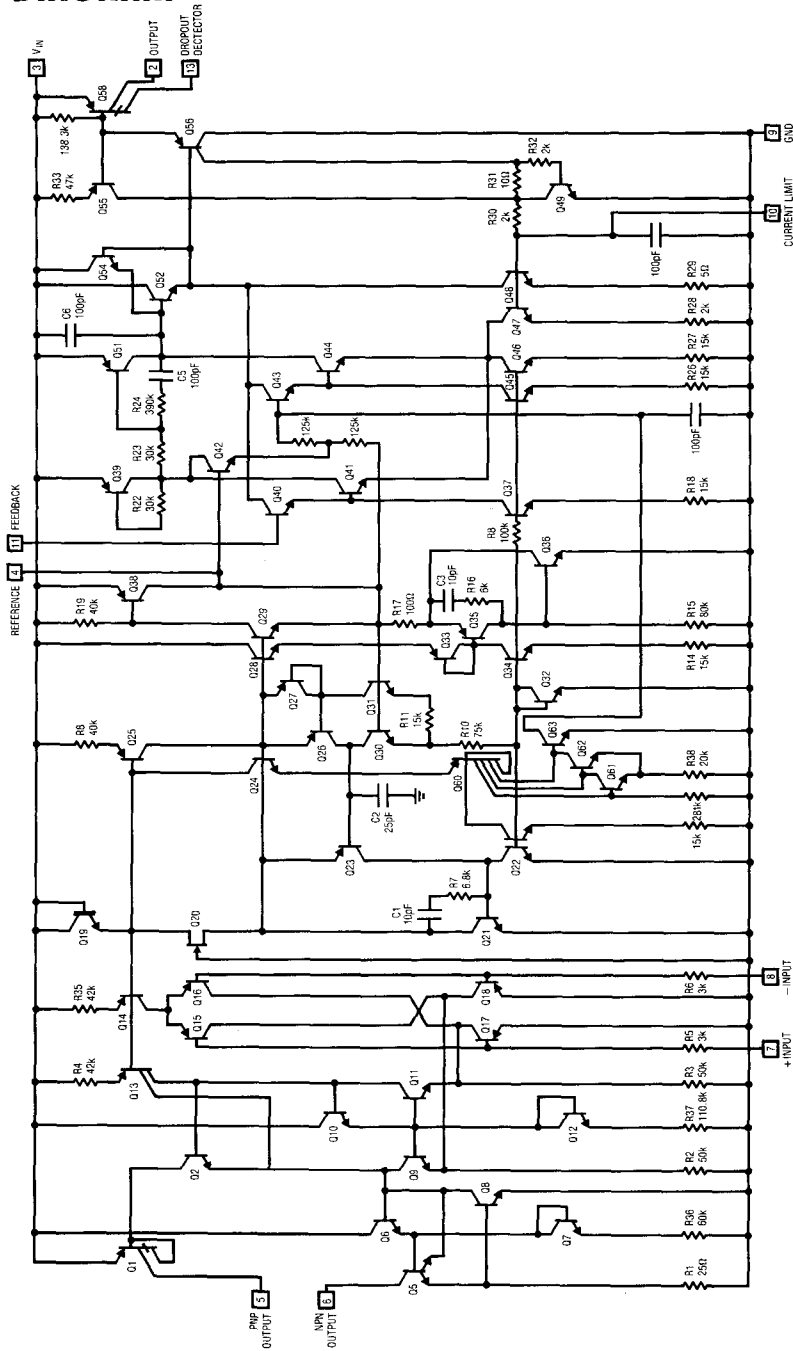 3 VIN
2 OUTPUT
13 DROPOUT
DECTECTOR
Q58
138.3k
R33
47k
Q55
Q56
R31
10Ω
R32
2k
R30
2k
Q49
9
GND
10
CURRENT LIMIT
100pF
Q54
Q52
C6
100pF
Q51
C5
100pF
R24
390k
R23
30k
R22
30k
Q39
Q42
Q44
Q43
125k
125k
Q40
Q41
Q48
Q47
Q46
Q45
Q37
R29
5Ω
R28
2k
R27
15k
R26
15k
100pF
R18
15k
11 FEEDBACK
REFERENCE 4
R19
40k
Q38
Q29
Q28
R17
100Ω
C3
10pF
R16
6k
Q33
Q35
Q36
R8
100k
Q34
R15
80k
R14
15k
Q32
R6
40k
Q25
Q27
Q26
Q24
Q31
Q30
R11
15k
R10
75k
Q23
C2
25pF
Q60
Q63
Q62
Q61
R38
20k
281k
15k
Q22
Q19
Q20
C1
10pF
R7
6.8k
Q21
R35
42k
Q14
R4
42k
Q13
Q16
Q15
Q18
Q17
R6
3k
8
−INPUT
R5
3k
7
+INPUT
R3
50k
Q11
Q10
Q12
R37
110.8k
Q2
Q9
R2
50k
Q1
Q6
Q8
Q7
R36
60k
Q5
R1
25Ω
PNP
OUTPUT 5
NPN
OUTPUT 6